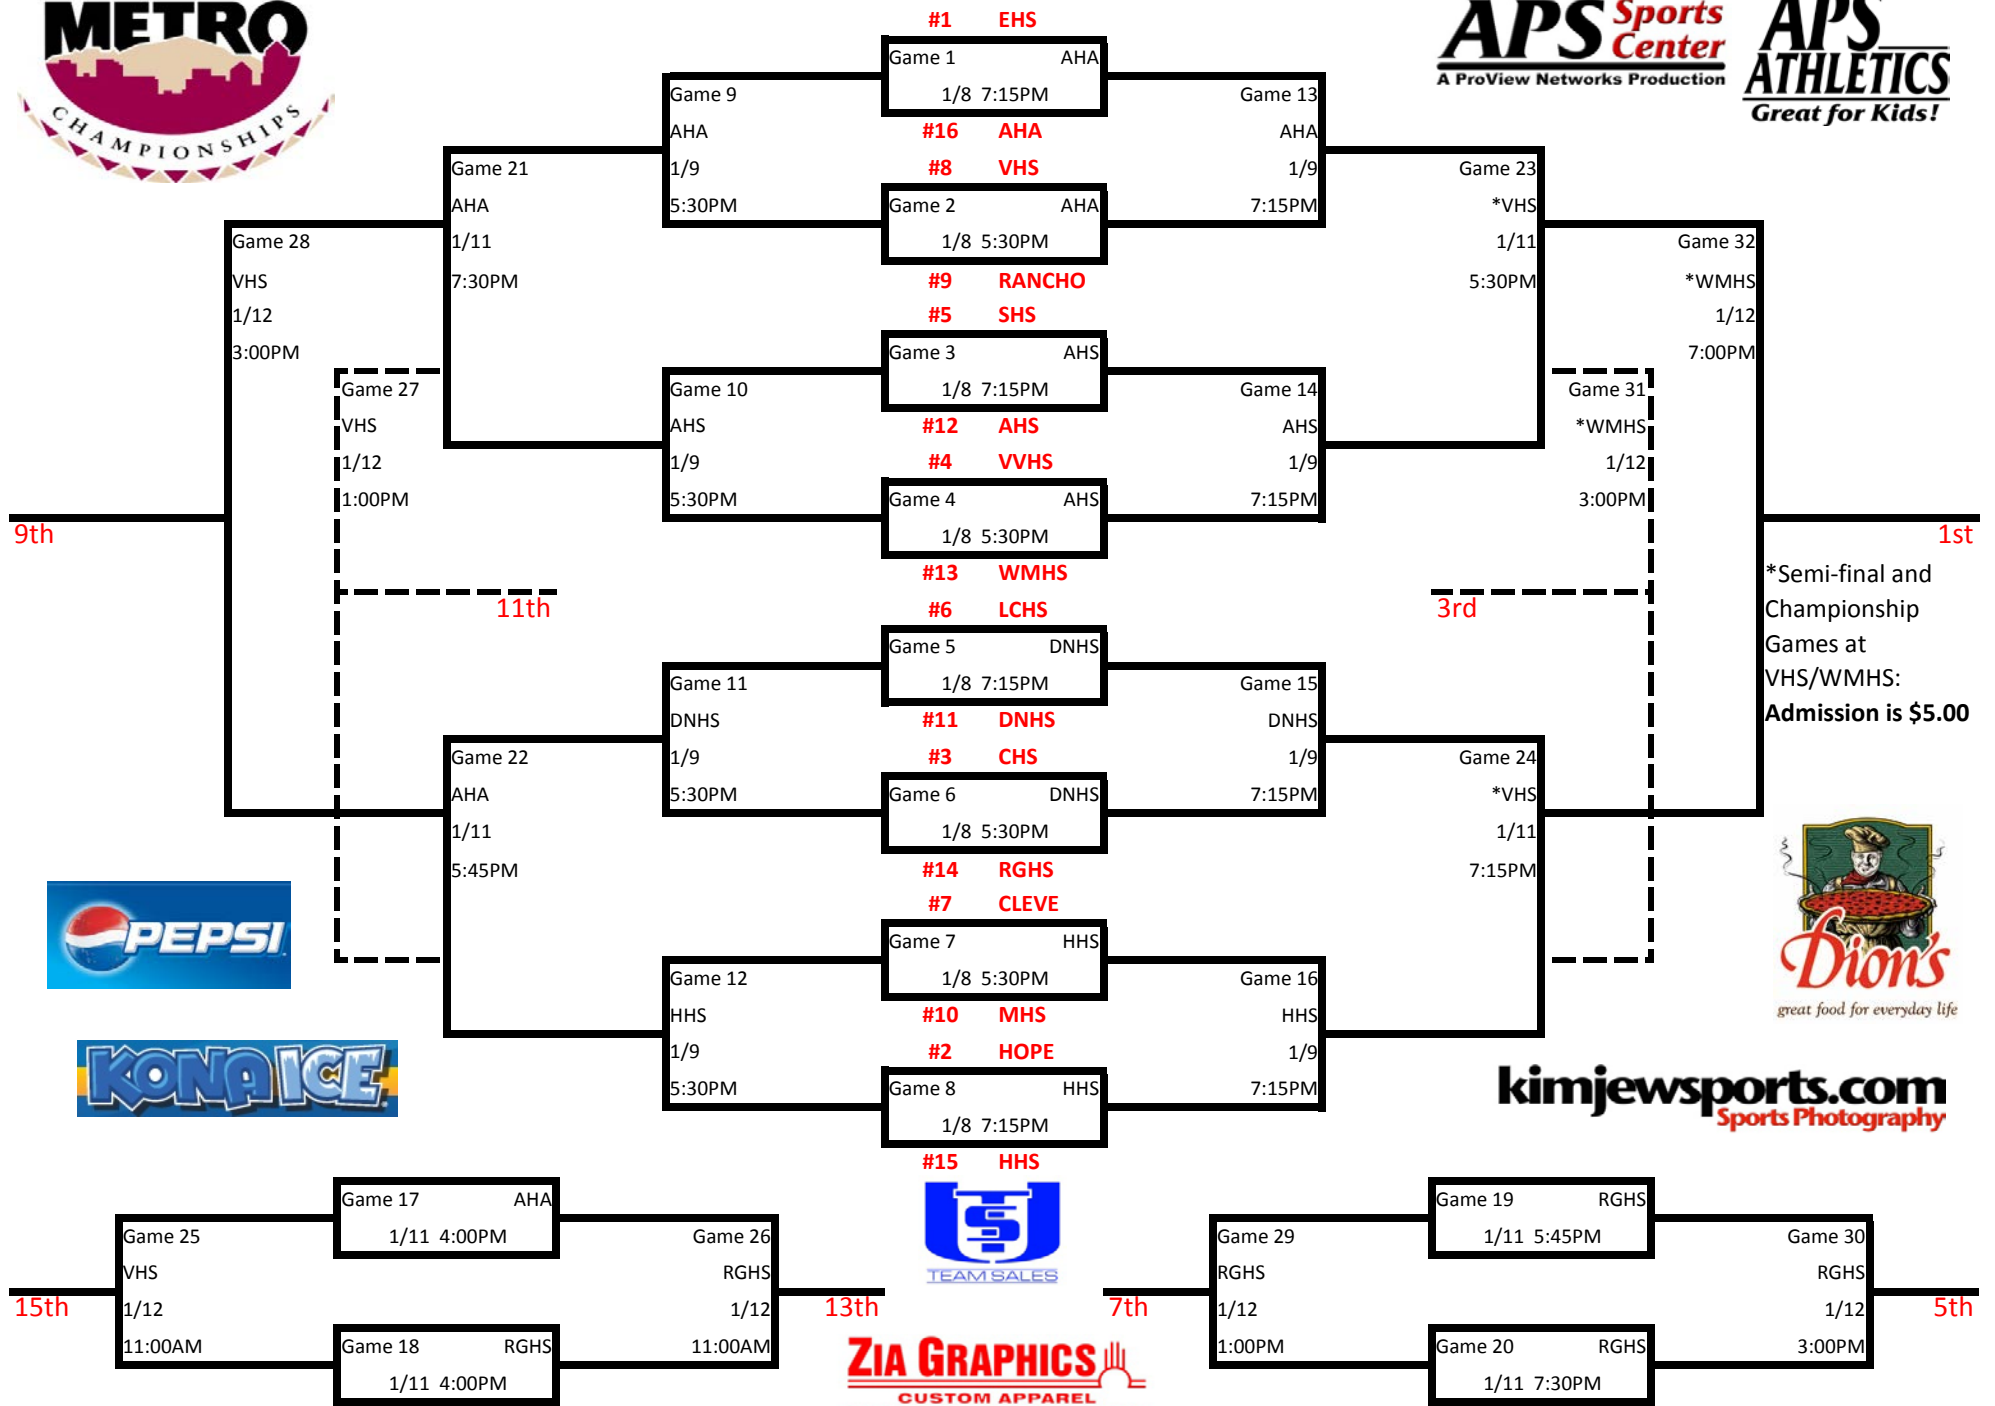 METRO
CHAMPIONSHIPS
APS Sports Center
A ProView Networks Production
APS
ATHLETICS
Great for Kids!
#1 EHS
Game 1 AHA
1/8 7:15PM
#16 AHA
#8 VHS
Game 2 AHA
1/8 5:30PM
#9 RANCHO
#5 SHS
Game 3 AHS
1/8 7:15PM
#12 AHS
#4 VVHS
Game 4 AHS
1/8 5:30PM
#13 WMHS
#6 LCHS
Game 5 DNHS
1/8 7:15PM
#11 DNHS
#3 CHS
Game 6 DNHS
1/8 5:30PM
#14 RGHS
#7 CLEVE
Game 7 HHS
1/8 5:30PM
#10 MHS
#2 HOPE
Game 8 HHS
1/8 7:15PM
#15 HHS
Game 9
AHA
1/9
5:30PM
Game 10
AHS
1/9
5:30PM
Game 11
DNHS
1/9
5:30PM
Game 12
HHS
1/9
5:30PM
Game 13
AHA
1/9
7:15PM
Game 14
AHS
1/9
7:15PM
Game 15
DNHS
1/9
7:15PM
Game 16
HHS
1/9
7:15PM
Game 21
AHA
1/11
7:30PM
Game 22
AHA
1/11
5:45PM
Game 23
*VHS
1/11
5:30PM
Game 24
*VHS
1/11
7:15PM
Game 28
VHS
1/12
3:00PM
Game 27
VHS
1/12
1:00PM
9th
11th
Game 32
*WMHS
1/12
7:00PM
Game 31
*WMHS
1/12
3:00PM
1st
3rd
*Semi-final and
Championship
Games at
VHS/WMHS:
Admission is $5.00
PEPSI
KONA ICE
Dion's
great food for everyday life
kimjewsports.com
Sports Photography
Game 17 AHA
1/11 4:00PM
Game 18 RGHS
1/11 4:00PM
Game 25
VHS
1/12
11:00AM
Game 26
RGHS
1/12
11:00AM
15th
13th
UTS
TEAM SALES
ZIA GRAPHICS
CUSTOM APPAREL
Game 19 RGHS
1/11 5:45PM
Game 20 RGHS
1/11 7:30PM
Game 29
RGHS
1/12
1:00PM
Game 30
RGHS
1/12
3:00PM
7th
5th